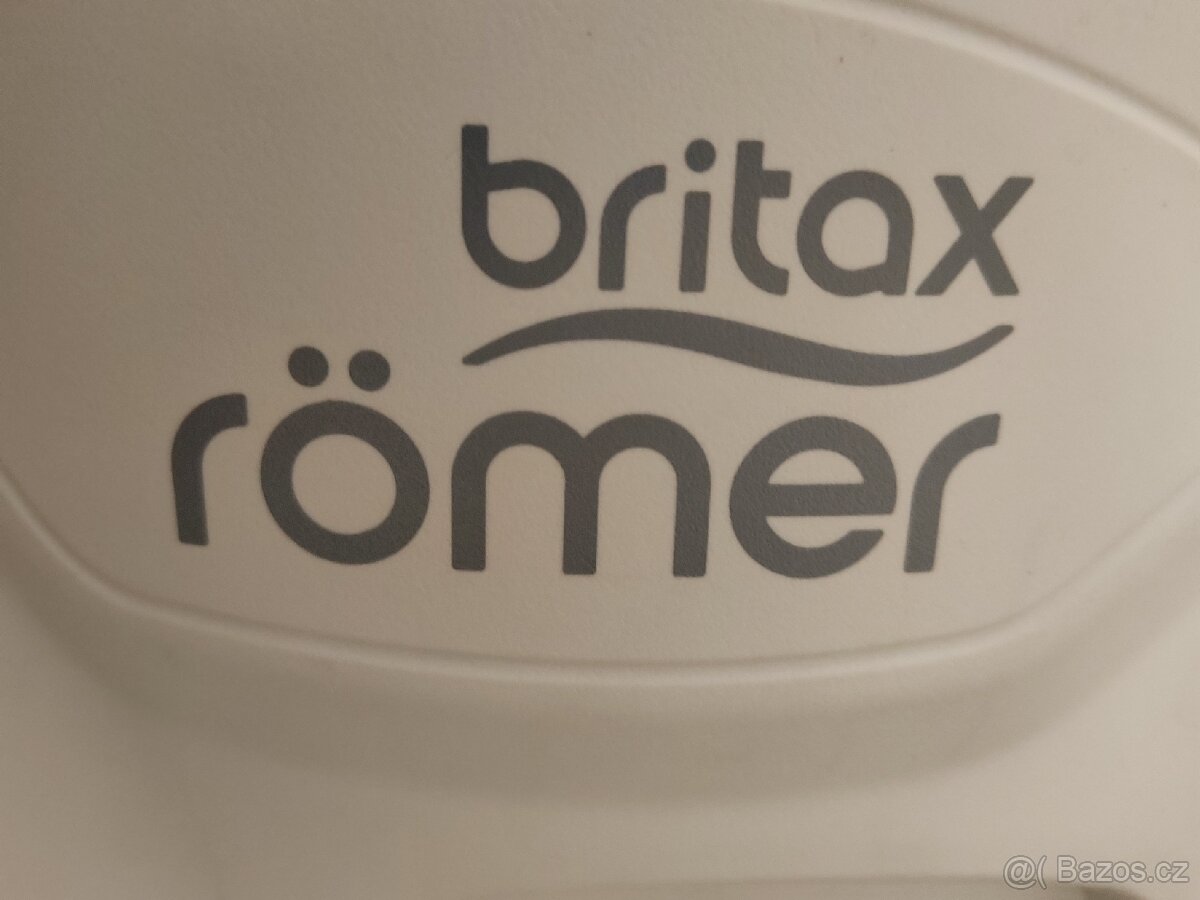 britax
römer
@( Bazos.cz